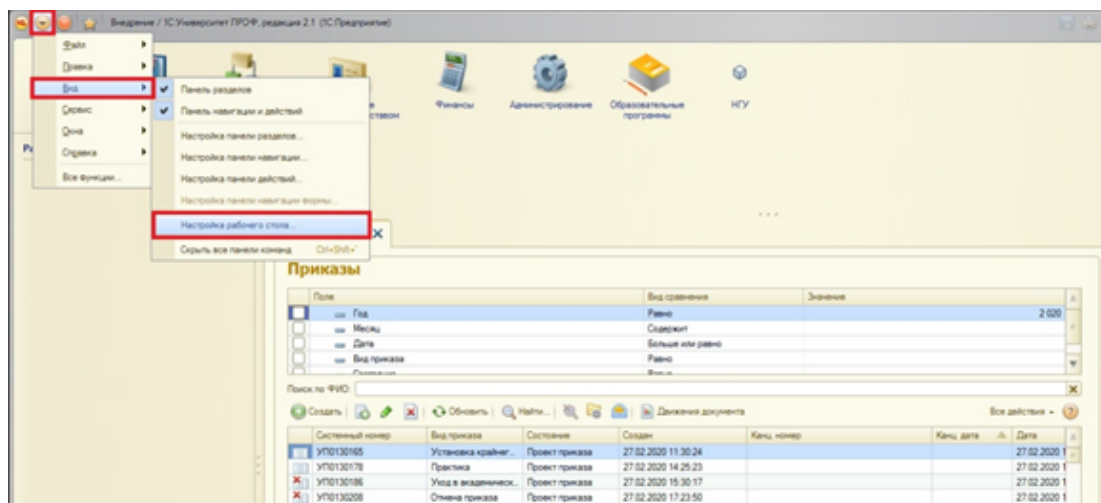 Внедрение / 1С:Университет ПРОФ, редакция 2.1 (1С:Предприятие)
Файл
Правка
Вид
Сервис
Окна
Справка
Все функции...
Панель разделов
Панель навигации и действий
Настройка панели разделов...
Настройка панели навигации...
Настройка панели действий...
Настройка панели навигации формы...
Настройка рабочего стола...
Скрыть все панели команд Ctrl+Shift+'
ставом
Финансы
Администрирование
Образовательные
программы
НГУ
Приказы
Поле Вид сравнения Значение
Год Равно 2 020
Месяц Содержит
Дата Больше или равно
Вид приказа Равно
Состояние Равно
Поиск по ФИО:
Создать Обновить Найти... Движения документа Все действия
Системный номер Вид приказа Состояние Создан Канц. номер Канц. дата Дата
УП0130165 Установка крайнег... Проект приказа 27.02.2020 11:30:24 27.02.2020 1
УП0130178 Практика Проект приказа 27.02.2020 14:25:23 27.02.2020 1
УП0130186 Уход в академическ... Проект приказа 27.02.2020 15:30:17 27.02.2020 1
УП0130208 Отмена приказа Проект приказа 27.02.2020 17:23:50 27.02.2020 1